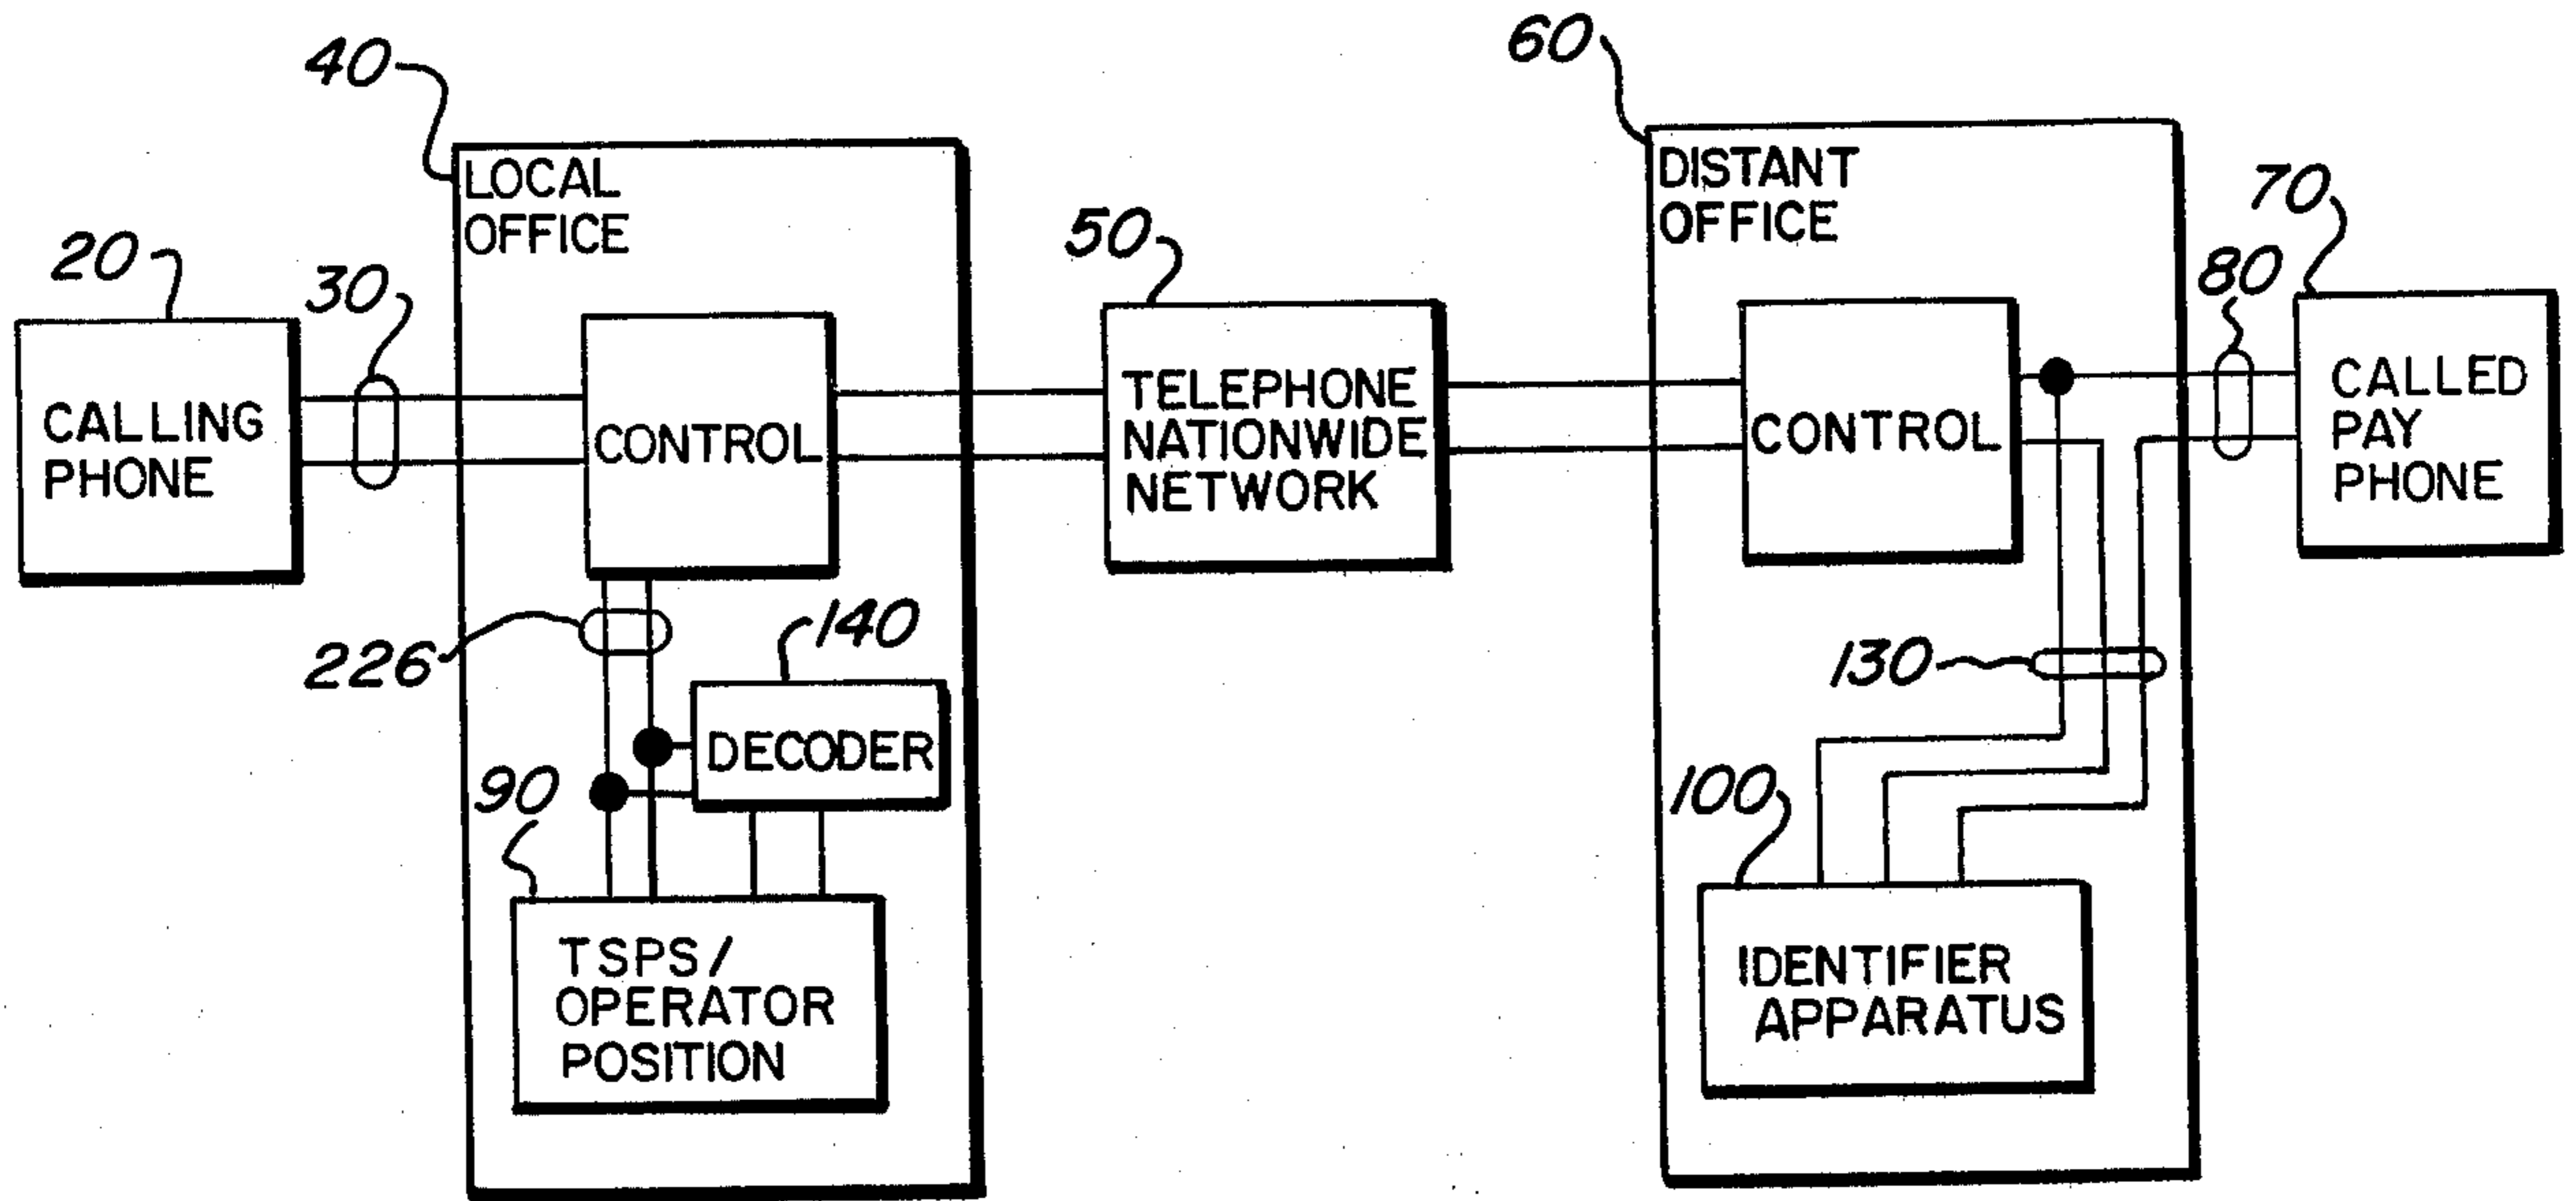 40
60
LOCAL
OFFICE
DISTANT
OFFICE
70
20
30
50
80
CALLING
PHONE
CONTROL
TELEPHONE
NATIONWIDE
NETWORK
CONTROL
CALLED
PAY
PHONE
226
140
130
DECODER
90
100
TSPS/
OPERATOR
POSITION
IDENTIFIER
APPARATUS